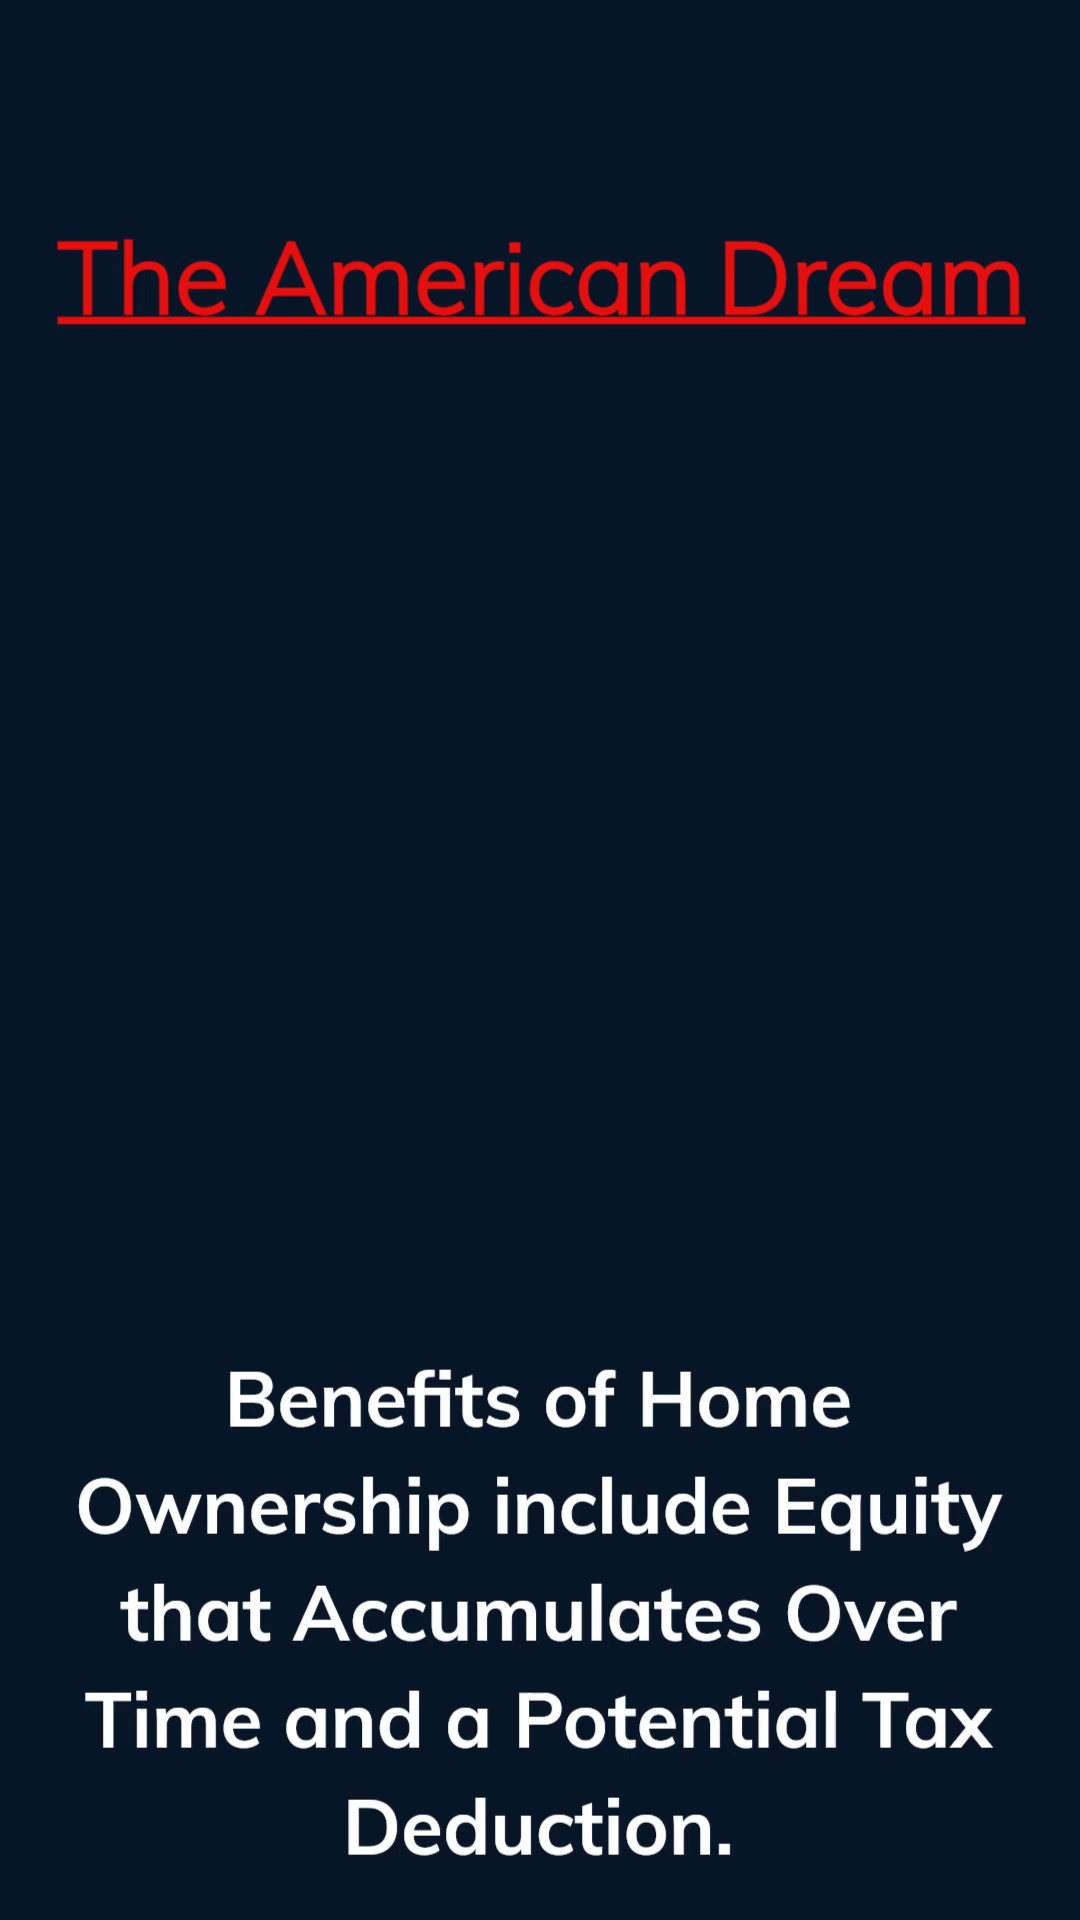 The American Dream
Benefits of Home
Ownership include Equity
that Accumulates Over
Time and a Potential Tax
Deduction.